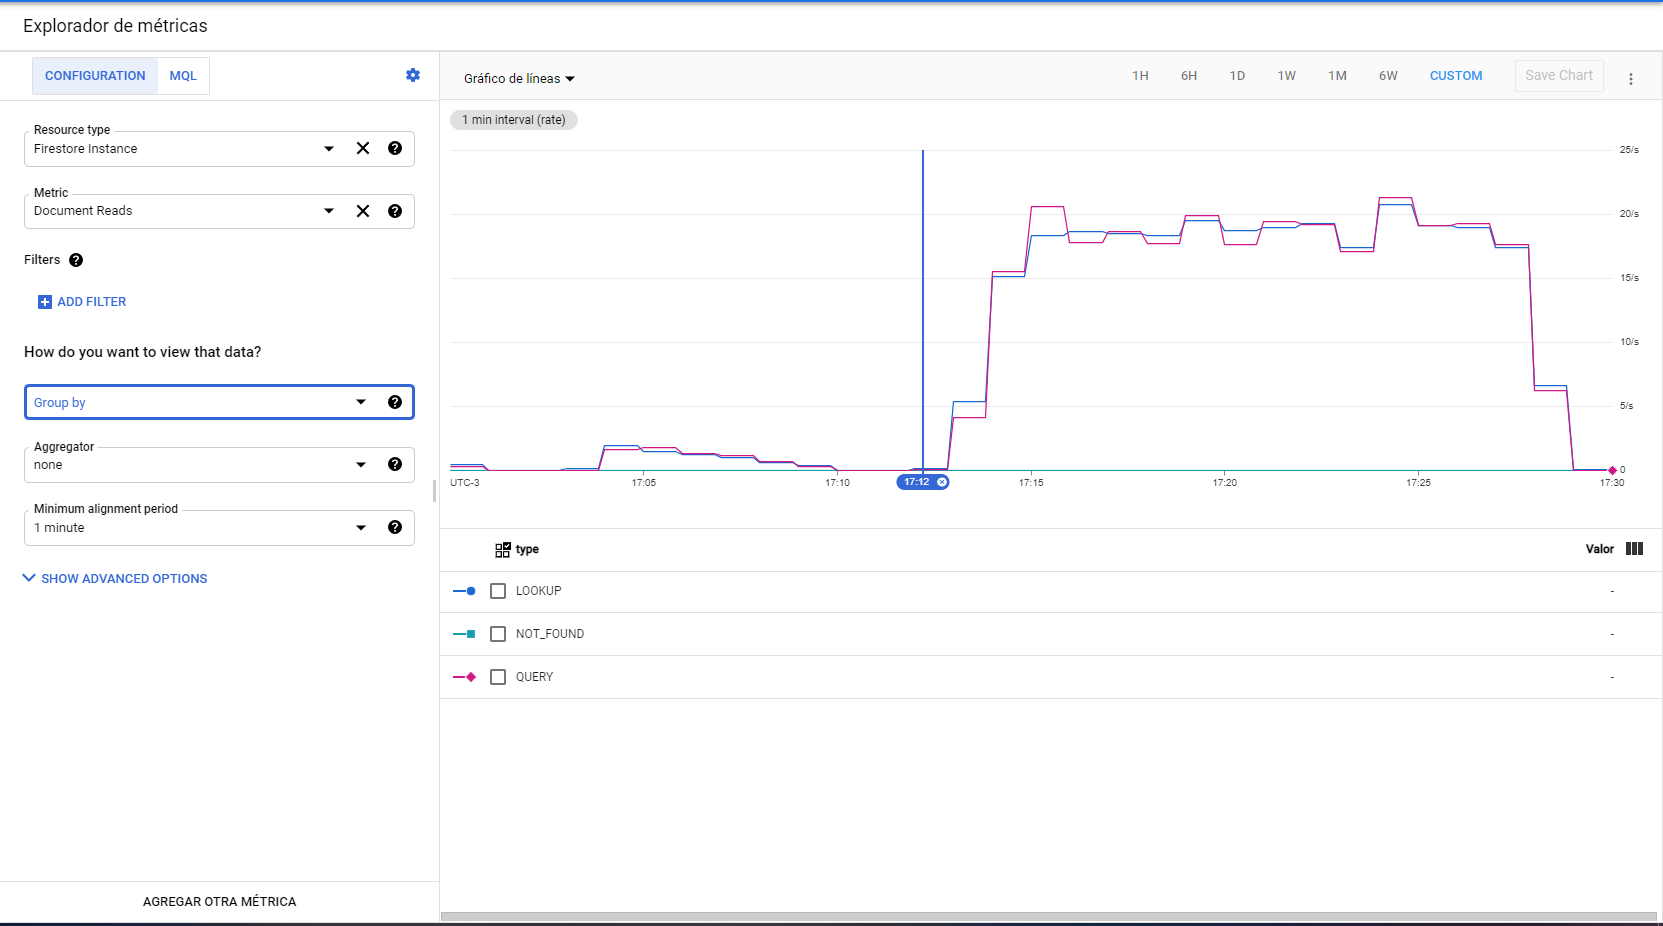 Explorador de métricas
CONFIGURATION MQL
Resource type
Firestore Instance
Metric
Document Reads
Filters
ADD FILTER
How do you want to view that data?
Group by
Aggregator
none
Minimum alignment period
1 minute
SHOW ADVANCED OPTIONS
AGREGAR OTRA MÉTRICA
Gráfico de líneas 1H 6H 1D 1W 1M 6W CUSTOM Save Chart
1 min interval (rate)
25/s
20/s
15/s
10/s
5/s
0
UTC-3 17:05 17:10 17:12 17:15 17:20 17:25 17:30
type Valor
LOOKUP -
NOT_FOUND -
QUERY -